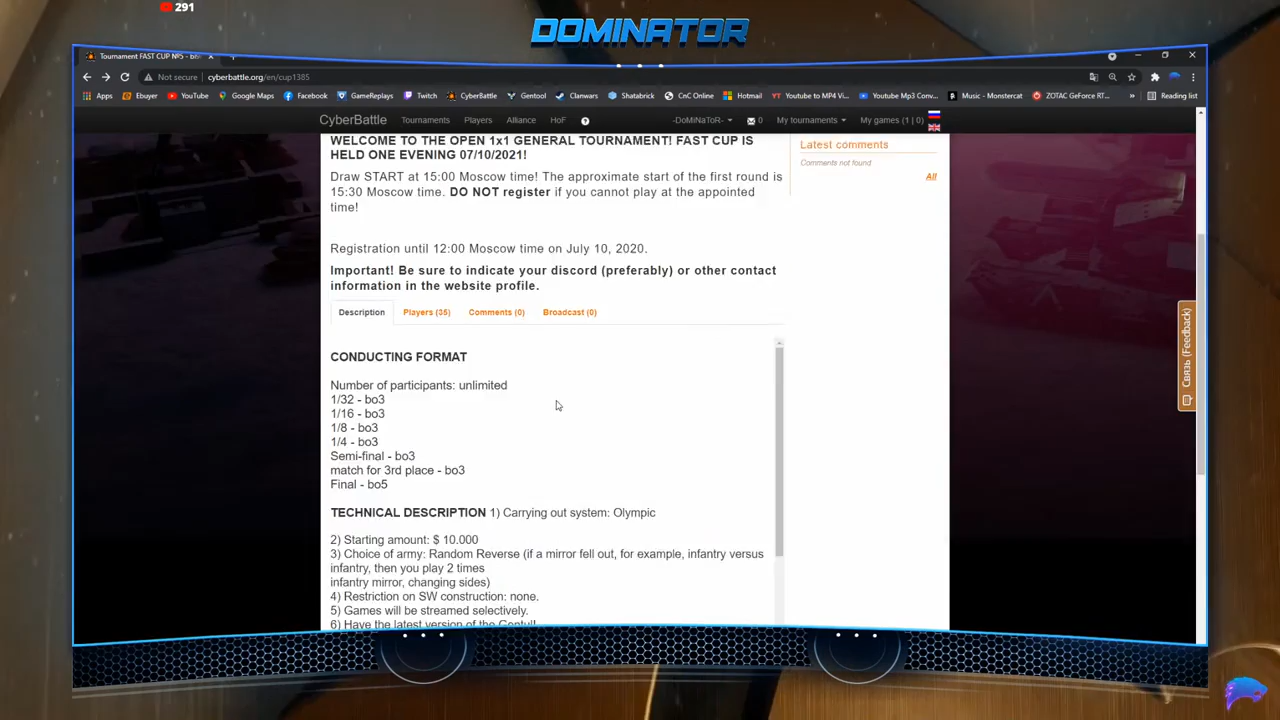 291
DOMINATOR
Tournament FAST CUP №5 - 
Not secure cyberbattle.org/en/cup1385
Apps Ebuyer YouTube Google Maps Facebook GameReplays Twitch CyberBattle Gentool Clanwars Shatabrick CnC Online Hotmail Youtube to MP4 Vi... Youtube Mp3 Conv... Music - Monstercat ZOTAC GeForce RT... » Reading list
CyberBattle Tournaments Players Alliance HoF -DoMiNaToR- 0 My tournaments My games (1 | 0)
WELCOME TO THE OPEN 1x1 GENERAL TOURNAMENT! FAST CUP IS
HELD ONE EVENING 07/10/2021!
Latest comments
Comments not found
All
Draw START at 15:00 Moscow time! The approximate start of the first round is
15:30 Moscow time. DO NOT register if you cannot play at the appointed
time!
Registration until 12:00 Moscow time on July 10, 2020.
Important! Be sure to indicate your discord (preferably) or other contact
information in the website profile.
Description Players (35) Comments (0) Broadcast (0)
CONDUCTING FORMAT
Number of participants: unlimited
1/32 - bo3
1/16 - bo3
1/8 - bo3
1/4 - bo3
Semi-final - bo3
match for 3rd place - bo3
Final - bo5
TECHNICAL DESCRIPTION 1) Carrying out system: Olympic
2) Starting amount: $ 10.000
3) Choice of army: Random Reverse (if a mirror fell out, for example, infantry versus
infantry, then you play 2 times
infantry mirror, changing sides)
4) Restriction on SW construction: none.
5) Games will be streamed selectively.
6) Have the latest version of the Gentul!
Связь (Feedback)